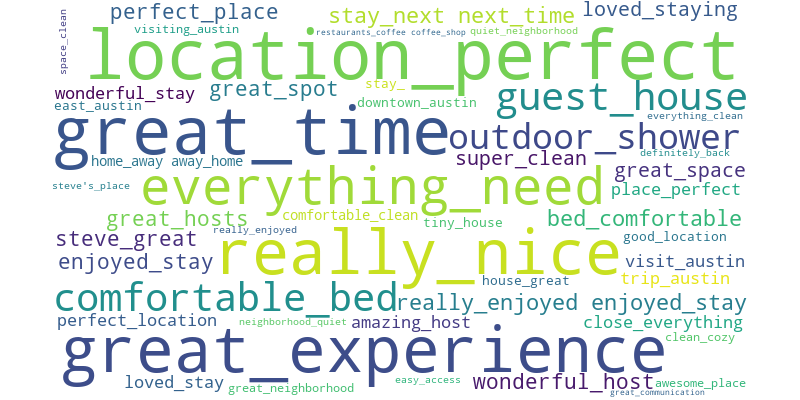 perfect_place stay_next next_time loved_staying
visiting_austin restaurants_coffee coffee_shop quiet_neighborhood
space_clean
location_perfect
wonderful_stay great_spot stay_ guest_house
east_austin downtown_austin everything_clean
great_time outdoor_shower
home_away away_home super_clean definitely_back
great_space
steve's_place everything_need place_perfect
great_hosts comfortable_clean tiny_house bed_comfortable
steve_great really_enjoyed really_nice good_location
enjoyed_stay visit_austin
house_great trip_austin
comfortable_bed really_enjoyed enjoyed_stay
perfect_location neighborhood_quiet amazing_host close_everything
great_experience clean_cozy
loved_stay great_neighborhood easy_access wonderful_host awesome_place
great_communication